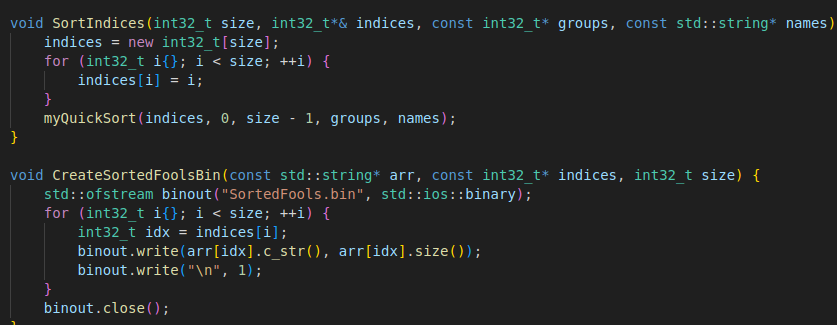 void SortIndices(int32_t size, int32_t*& indices, const int32_t* groups, const std::string* names)
    indices = new int32_t[size];
    for (int32_t i{}; i < size; ++i) {
        indices[i] = i;
    }
    myQuickSort(indices, 0, size - 1, groups, names);
}

void CreateSortedFoolsBin(const std::string* arr, const int32_t* indices, int32_t size) {
    std::ofstream binout("SortedFools.bin", std::ios::binary);
    for (int32_t i{}; i < size; ++i) {
        int32_t idx = indices[i];
        binout.write(arr[idx].c_str(), arr[idx].size());
        binout.write("\n", 1);
    }
    binout.close();
}